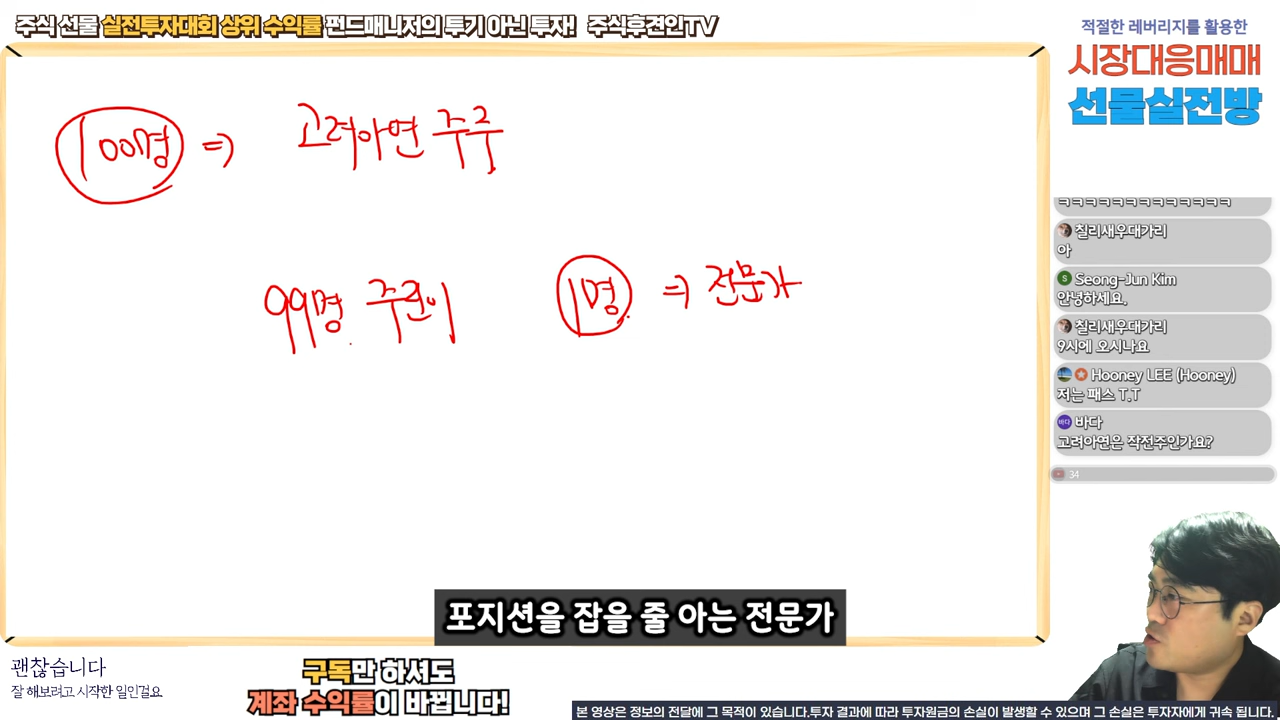 주식 선물 실전투자대회 상위 수익률 펀드매니저의 투기 아닌 투자! 주식후견인TV
적절한 레버리지를 활용한
시장대응매매
선물실전방
100명 ⇒ 고려아연 주주
99명 주린이 1명 ⇒ 전문가
ㅋㅋㅋㅋㅋㅋㅋㅋㅋㅋㅋㅋㅋ
칠리새우대가리
아
S Seong-Jun Kim
안녕하세요.
칠리새우대가리
9시에 오시나요
Hooney LEE (Hooney)
저는 패스 T.T
바다 바다
고려아연은 작전주인가요?
34
포지션을 잡을 줄 아는 전문가
괜찮습니다
잘 해보려고 시작한 일인걸요
구독만 하셔도
계좌 수익률이 바뀝니다!
본 영상은 정보의 전달에 그 목적이 있습니다.투자 결과에 따라 투자원금의 손실이 발생할 수 있으며 그 손실은 투자자에게 귀속 됩니다.